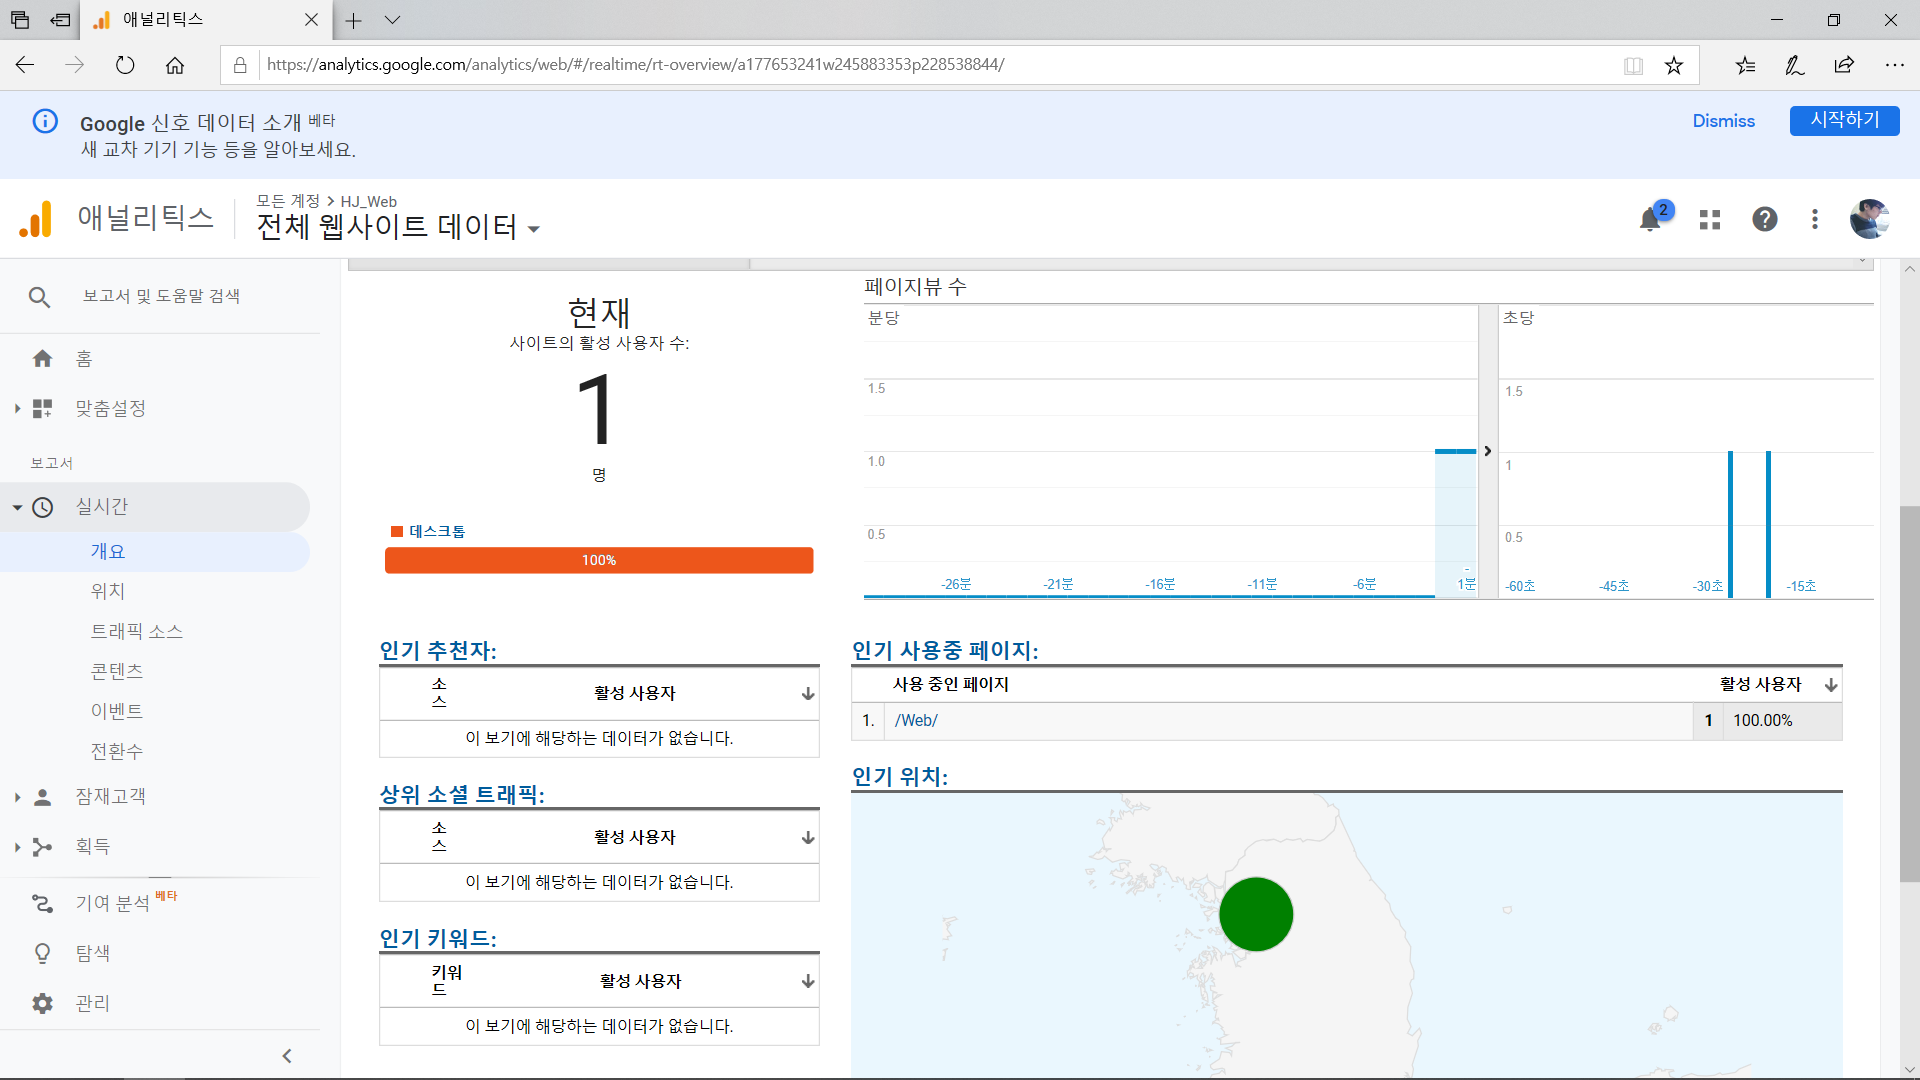 애널리틱스
https://analytics.google.com/analytics/web/#/realtime/rt-overview/a177653241w245883353p228538844/
Google 신호 데이터 소개 베타
새 교차 기기 기능 등을 알아보세요.
Dismiss
시작하기
애널리틱스
모든 계정 > HJ_Web
전체 웹사이트 데이터
2
보고서 및 도움말 검색
홈
맞춤설정
보고서
실시간
개요
위치
트래픽 소스
콘텐츠
이벤트
전환수
잠재고객
획득
기여 분석 베타
탐색
관리
현재
사이트의 활성 사용자 수:
1
명
데스크톱
100%
페이지뷰 수
분당
1.5
1.0
0.5
-26분
-21분
-16분
-11분
-6분
-
1분
초당
1.5
1
0.5
-60초
-45초
-30초
-15초
인기 추천자:
소
스
활성 사용자
이 보기에 해당하는 데이터가 없습니다.
상위 소셜 트래픽:
소
스
활성 사용자
이 보기에 해당하는 데이터가 없습니다.
인기 키워드:
키워
드
활성 사용자
이 보기에 해당하는 데이터가 없습니다.
인기 사용중 페이지:
사용 중인 페이지
활성 사용자
1.
/Web/
1
100.00%
인기 위치: